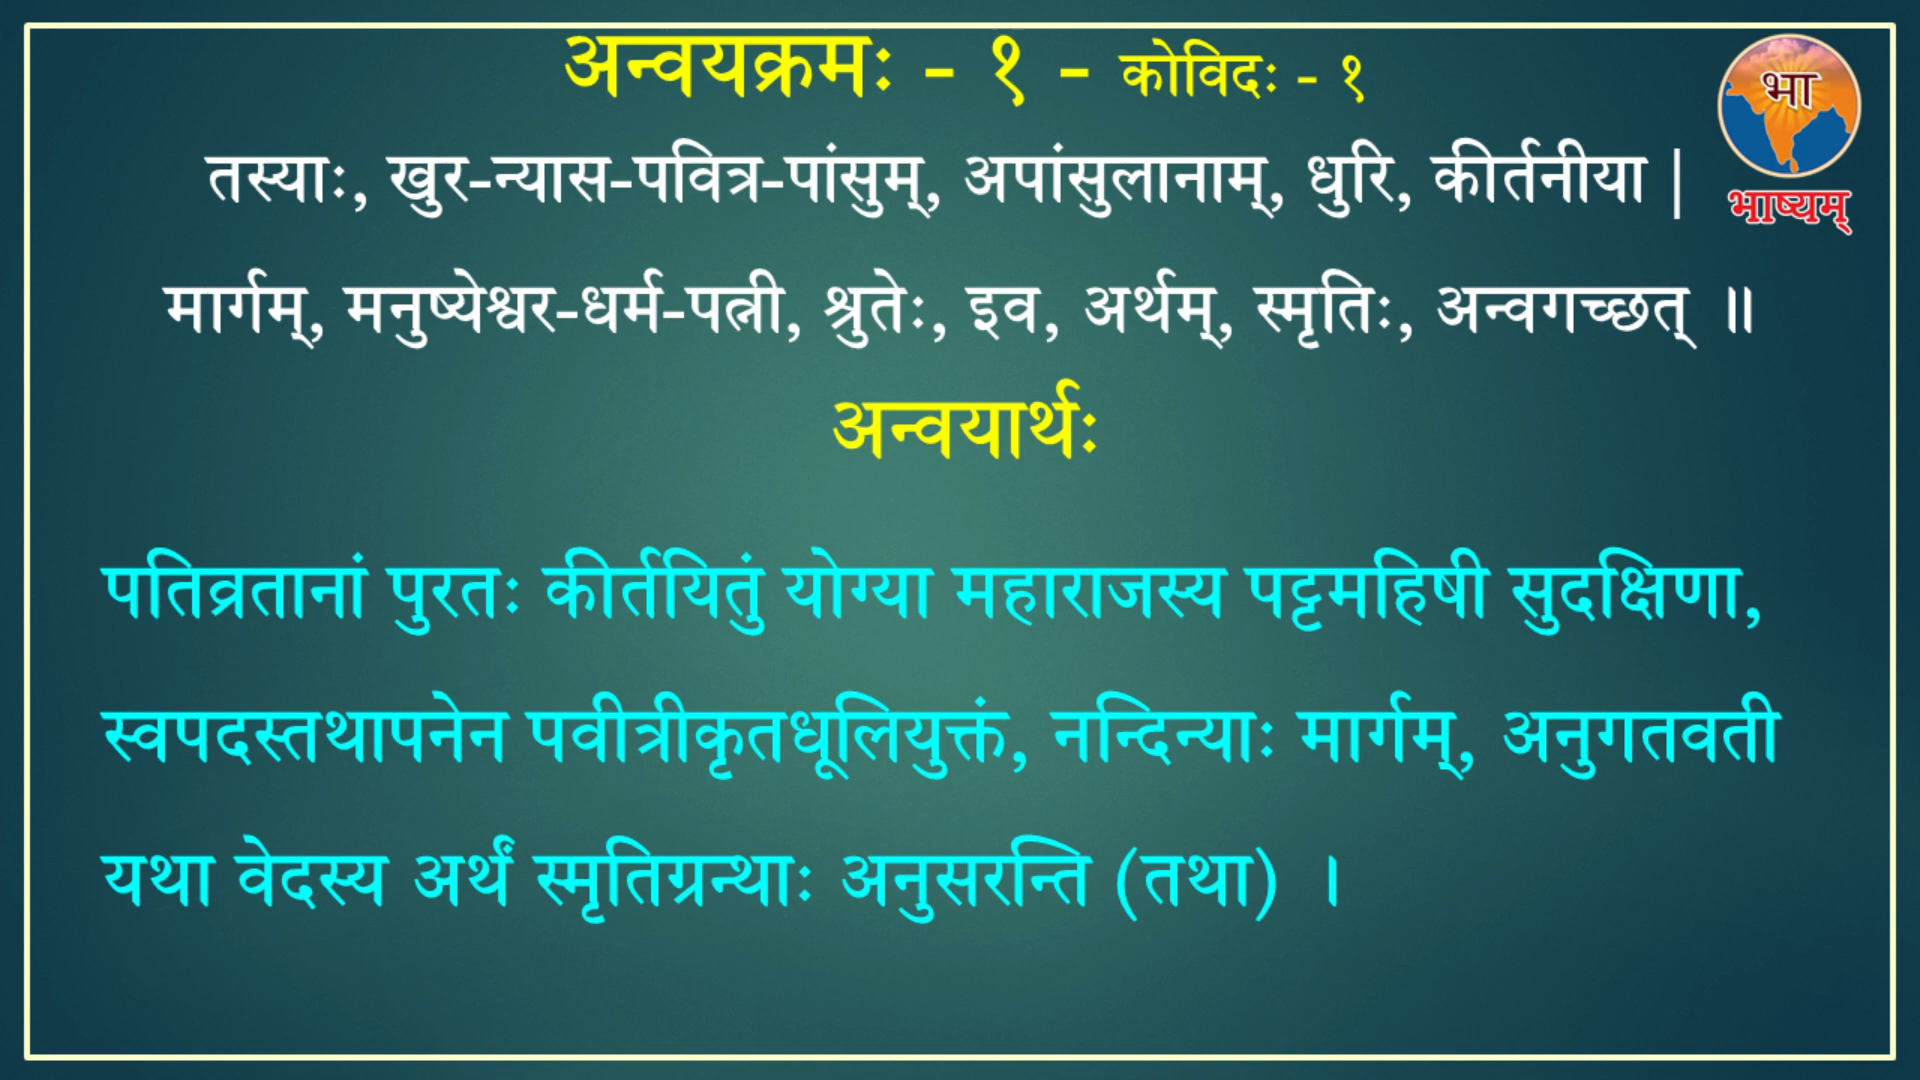 अन्वयक्रमः - १ - कोविदः - १
भा
भाष्यम्
तस्याः, खुर-न्यास-पवित्र-पांसुम्, अपांसुलानाम्, धुरि, कीर्तनीया |
मार्गम्, मनुष्येश्वर-धर्म-पत्नी, श्रुतेः, इव, अर्थम्, स्मृतिः, अन्वगच्छत् ॥
अन्वयार्थः
पतिव्रतानां पुरतः कीर्तयितुं योग्या महाराजस्य पट्टमहिषी सुदक्षिणा,
स्वपदस्तथापनेन पवीत्रीकृतधूलियुक्तं, नन्दिन्याः मार्गम्, अनुगतवती
यथा वेदस्य अर्थं स्मृतिग्रन्थाः अनुसरन्ति (तथा) ।